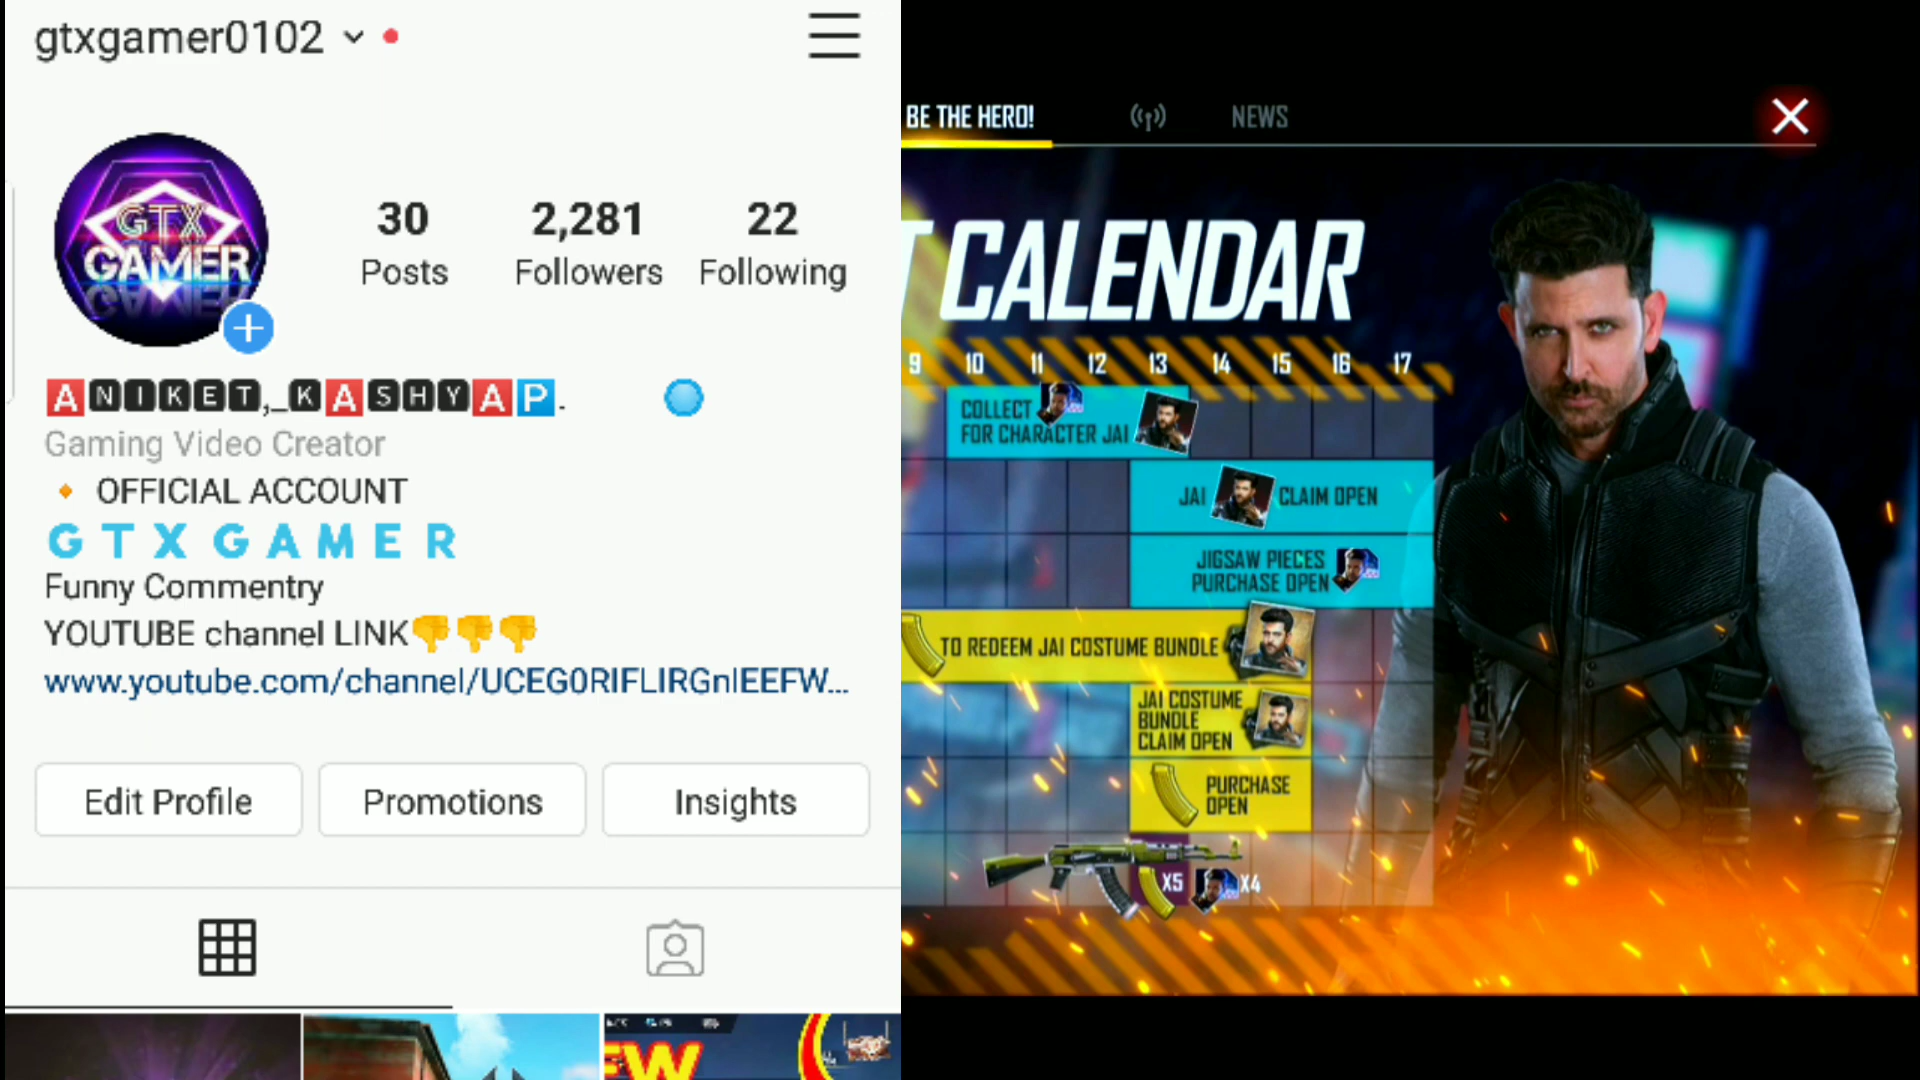 gtxgamer0102
GTX
GAMER
30
Posts
2,281
Followers
22
Following
ANIKET,_KASHYAP.
Gaming Video Creator
OFFICIAL ACCOUNT
GTX GAMER
Funny Commentry
YOUTUBE channel LINK👎👎👎
www.youtube.com/channel/UCEG0RIFLIRGnIEEFW...
Edit Profile
Promotions
Insights
BE THE HERO!
NEWS
T CALENDAR
9 10 11 12 13 14 15 16 17
COLLECT
FOR CHARACTER JAI
JAI CLAIM OPEN
JIGSAW PIECES
PURCHASE OPEN
TO REDEEM JAI COSTUME BUNDLE
JAI COSTUME
BUNDLE
CLAIM OPEN
PURCHASE
OPEN
X5
X4